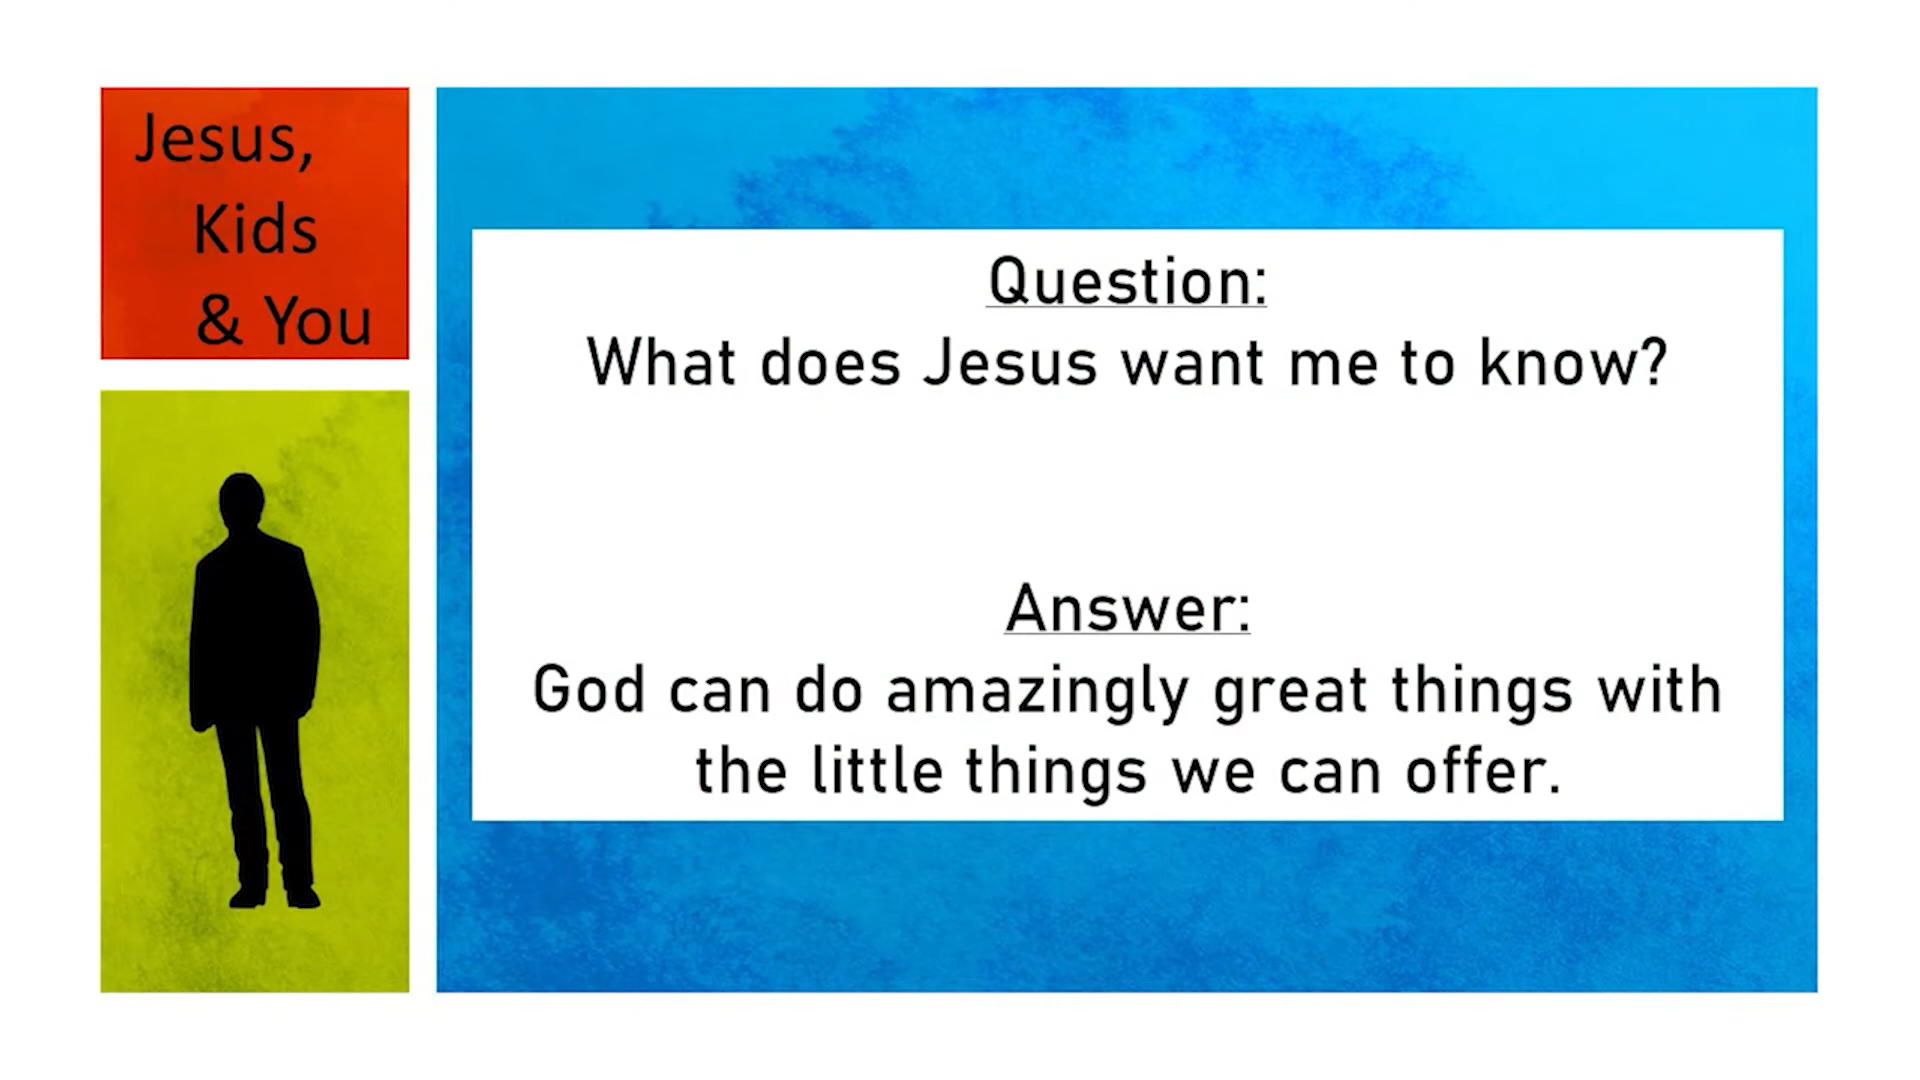 Jesus,
Kids
& You
Question:
What does Jesus want me to know?
Answer:
God can do amazingly great things with
the little things we can offer.